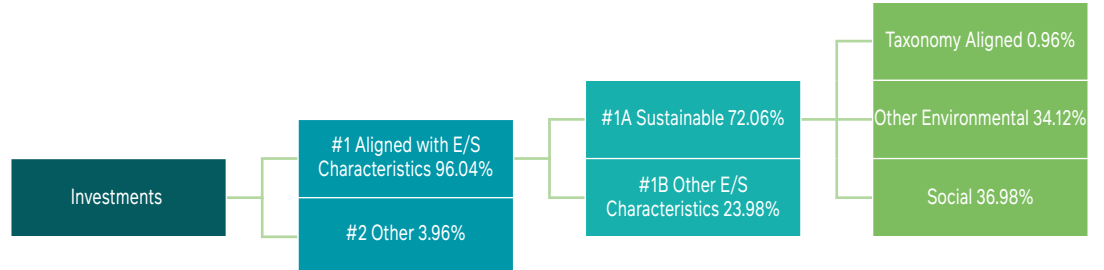 Investments
#1 Aligned with E/S
Characteristics 96.04%
#2 Other 3.96%
#1A Sustainable 72.06%
#1B Other E/S
Characteristics 23.98%
Taxonomy Aligned 0.96%
Other Environmental 34.12%
Social 36.98%